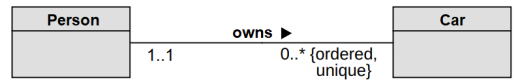 Person
Car
owns ▶
1..1
0..* {ordered,
unique}